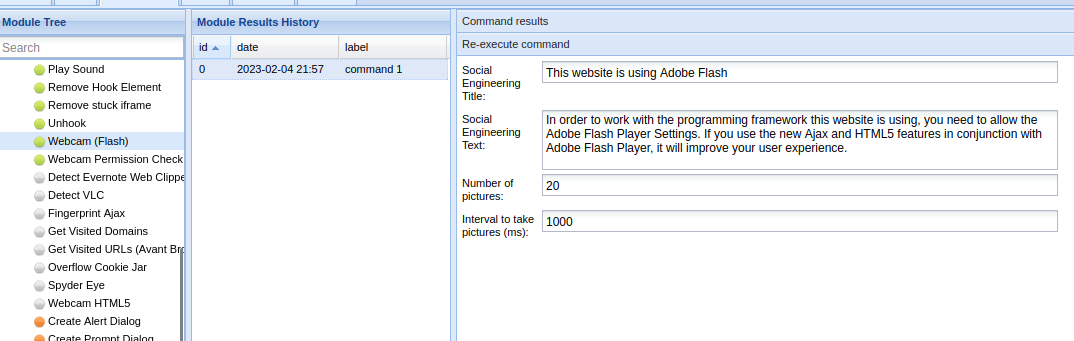 Module Tree
Search
Play Sound
Remove Hook Element
Remove stuck iframe
Unhook
Webcam (Flash)
Webcam Permission Check
Detect Evernote Web Clippe
Detect VLC
Fingerprint Ajax
Get Visited Domains
Get Visited URLs (Avant Bro
Overflow Cookie Jar
Spyder Eye
Webcam HTML5
Create Alert Dialog
Create Prompt Dialog
Module Results History
id date label
0 2023-02-04 21:57 command 1
Command results
Re-execute command
Social
Engineering
Title:
This website is using Adobe Flash
Social
Engineering
Text:
In order to work with the programming framework this website is using, you need to allow the
Adobe Flash Player Settings. If you use the new Ajax and HTML5 features in conjunction with
Adobe Flash Player, it will improve your user experience.
Number of
pictures:
20
Interval to take
pictures (ms):
1000